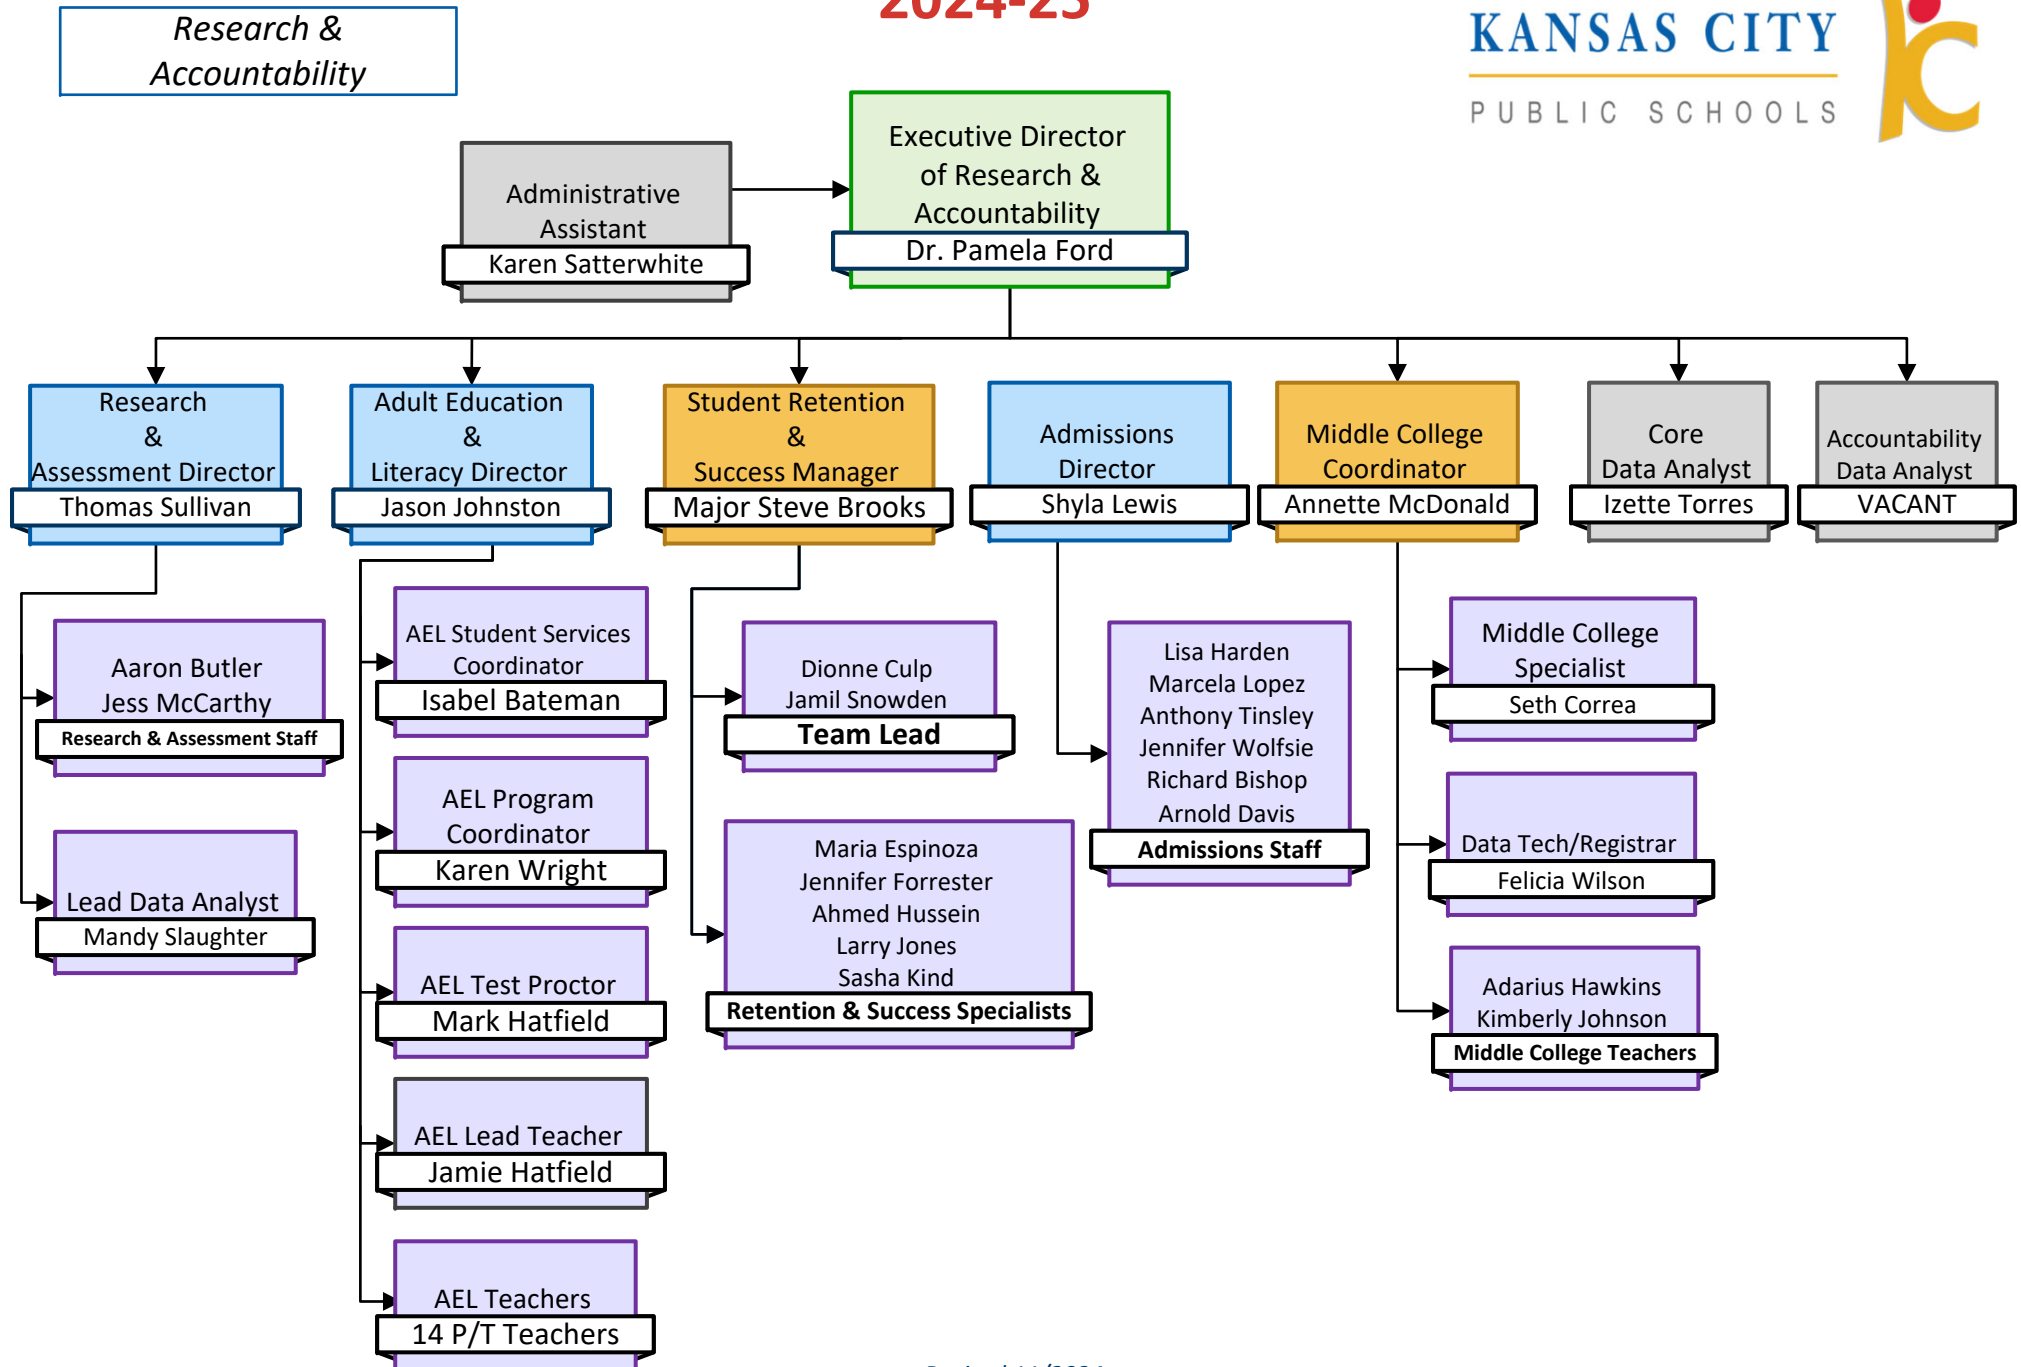 2024-25
Research &
Accountability
KANSAS CITY
PUBLIC SCHOOLS
Executive Director
of Research &
Accountability
Dr. Pamela Ford
Administrative
Assistant
Karen Satterwhite
Research
&
Assessment Director
Thomas Sullivan
Adult Education
&
Literacy Director
Jason Johnston
Student Retention
&
Success Manager
Major Steve Brooks
Admissions
Director
Shyla Lewis
Middle College
Coordinator
Annette McDonald
Core
Data Analyst
Izette Torres
Accountability
Data Analyst
VACANT
Aaron Butler
Jess McCarthy
Research & Assessment Staff
Lead Data Analyst
Mandy Slaughter
AEL Student Services
Coordinator
Isabel Bateman
AEL Program
Coordinator
Karen Wright
AEL Test Proctor
Mark Hatfield
AEL Lead Teacher
Jamie Hatfield
AEL Teachers
14 P/T Teachers
Dionne Culp
Jamil Snowden
Team Lead
Maria Espinoza
Jennifer Forrester
Ahmed Hussein
Larry Jones
Sasha Kind
Retention & Success Specialists
Lisa Harden
Marcela Lopez
Anthony Tinsley
Jennifer Wolfsie
Richard Bishop
Arnold Davis
Admissions Staff
Middle College
Specialist
Seth Correa
Data Tech/Registrar
Felicia Wilson
Adarius Hawkins
Kimberly Johnson
Middle College Teachers